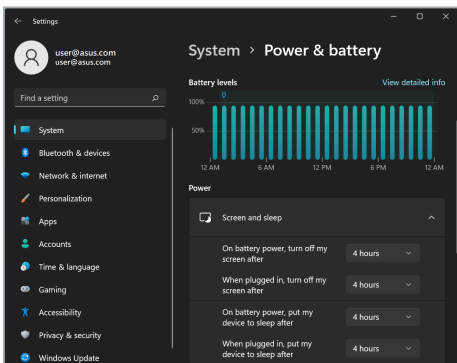 Settings
user@asus.com
user@asus.com
System > Power & battery
Battery levels
View detailed info
Find a setting
100%
50%
12 AM 6 AM 12 PM 6 PM 12 AM
System
Bluetooth & devices
Network & internet
Personalization
Apps
Accounts
Time & language
Gaming
Accessibility
Privacy & security
Windows Update
Power
Screen and sleep
On battery power, turn off my
screen after
4 hours
When plugged in, turn off my
screen after
4 hours
On battery power, put my
device to sleep after
4 hours
When plugged in, put my
device to sleep after
4 hours